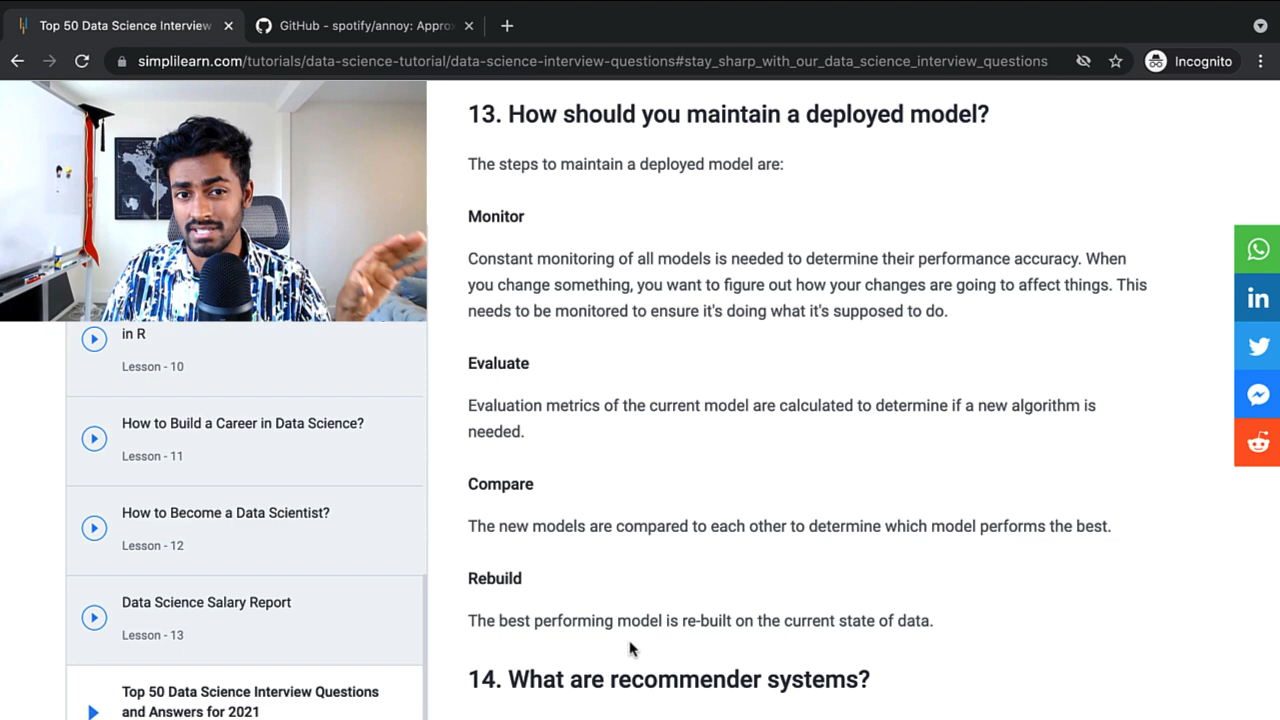 Top 50 Data Science Interview
GitHub - spotify/annoy: Approx
simplilearn.com/tutorials/data-science-tutorial/data-science-interview-questions#stay_sharp_with_our_data_science_interview_questions
Incognito
in R
Lesson - 10
How to Build a Career in Data Science?
Lesson - 11
How to Become a Data Scientist?
Lesson - 12
Data Science Salary Report
Lesson - 13
Top 50 Data Science Interview Questions
and Answers for 2021
13. How should you maintain a deployed model?
The steps to maintain a deployed model are:
Monitor
Constant monitoring of all models is needed to determine their performance accuracy. When
you change something, you want to figure out how your changes are going to affect things. This
needs to be monitored to ensure it's doing what it's supposed to do.
Evaluate
Evaluation metrics of the current model are calculated to determine if a new algorithm is
needed.
Compare
The new models are compared to each other to determine which model performs the best.
Rebuild
The best performing model is re-built on the current state of data.
14. What are recommender systems?
in